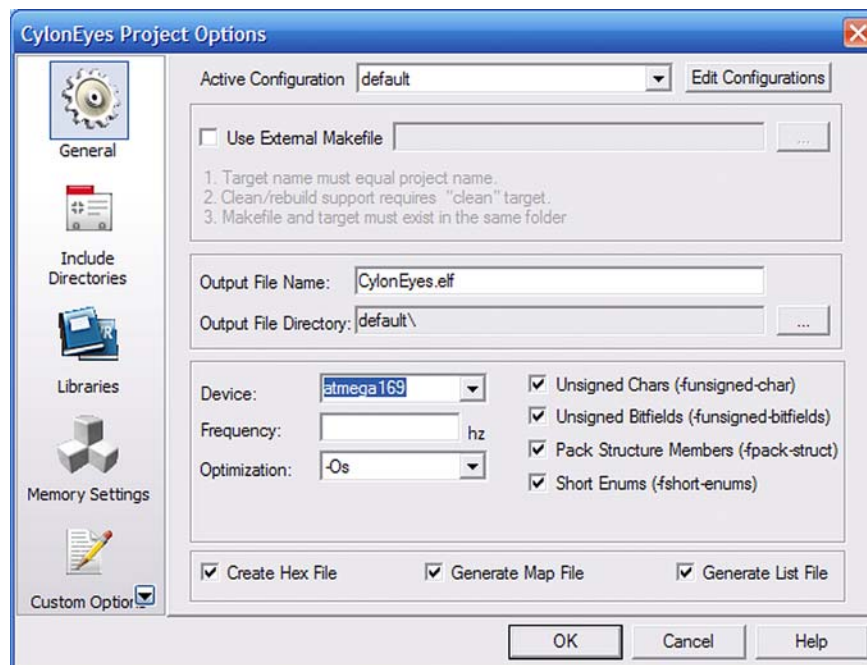 CylonEyes Project Options
General
Include
Directories
Libraries
Memory Settings
Custom Option
Active Configuration default Edit Configurations
Use External Makefile ...
1. Target name must equal project name.
2. Clean/rebuild support requires "clean" target.
3. Makefile and target must exist in the same folder
Output File Name: CylonEyes.elf
Output File Directory: default\ ...
Device: atmega169
Frequency: hz
Optimization: -Os
Unsigned Chars (-funsigned-char)
Unsigned Bitfields (-funsigned-bitfields)
Pack Structure Members (-fpack-struct)
Short Enums (-fshort-enums)
Create Hex File Generate Map File Generate List File
OK Cancel Help